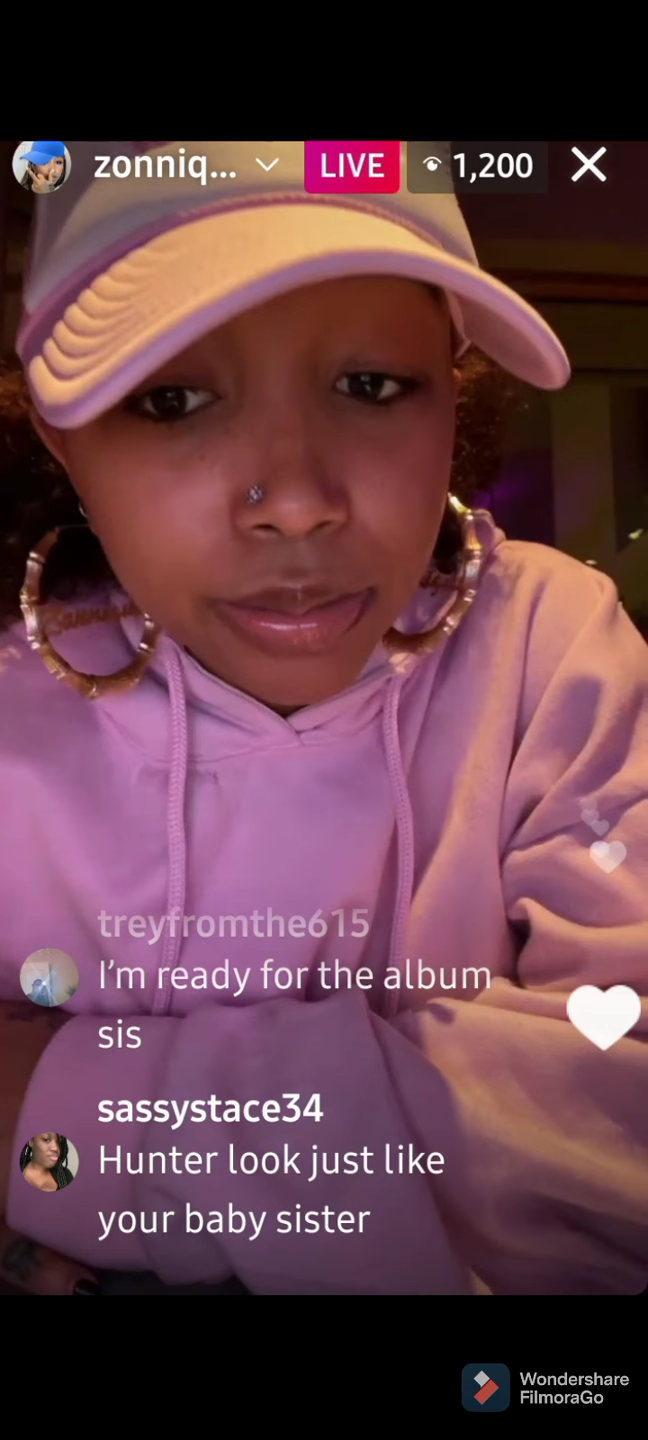 zonniq...
LIVE
1,200
treyfromthe615
I'm ready for the album
sis
sassystace34
Hunter look just like
your baby sister
Wondershare
FilmoraGo